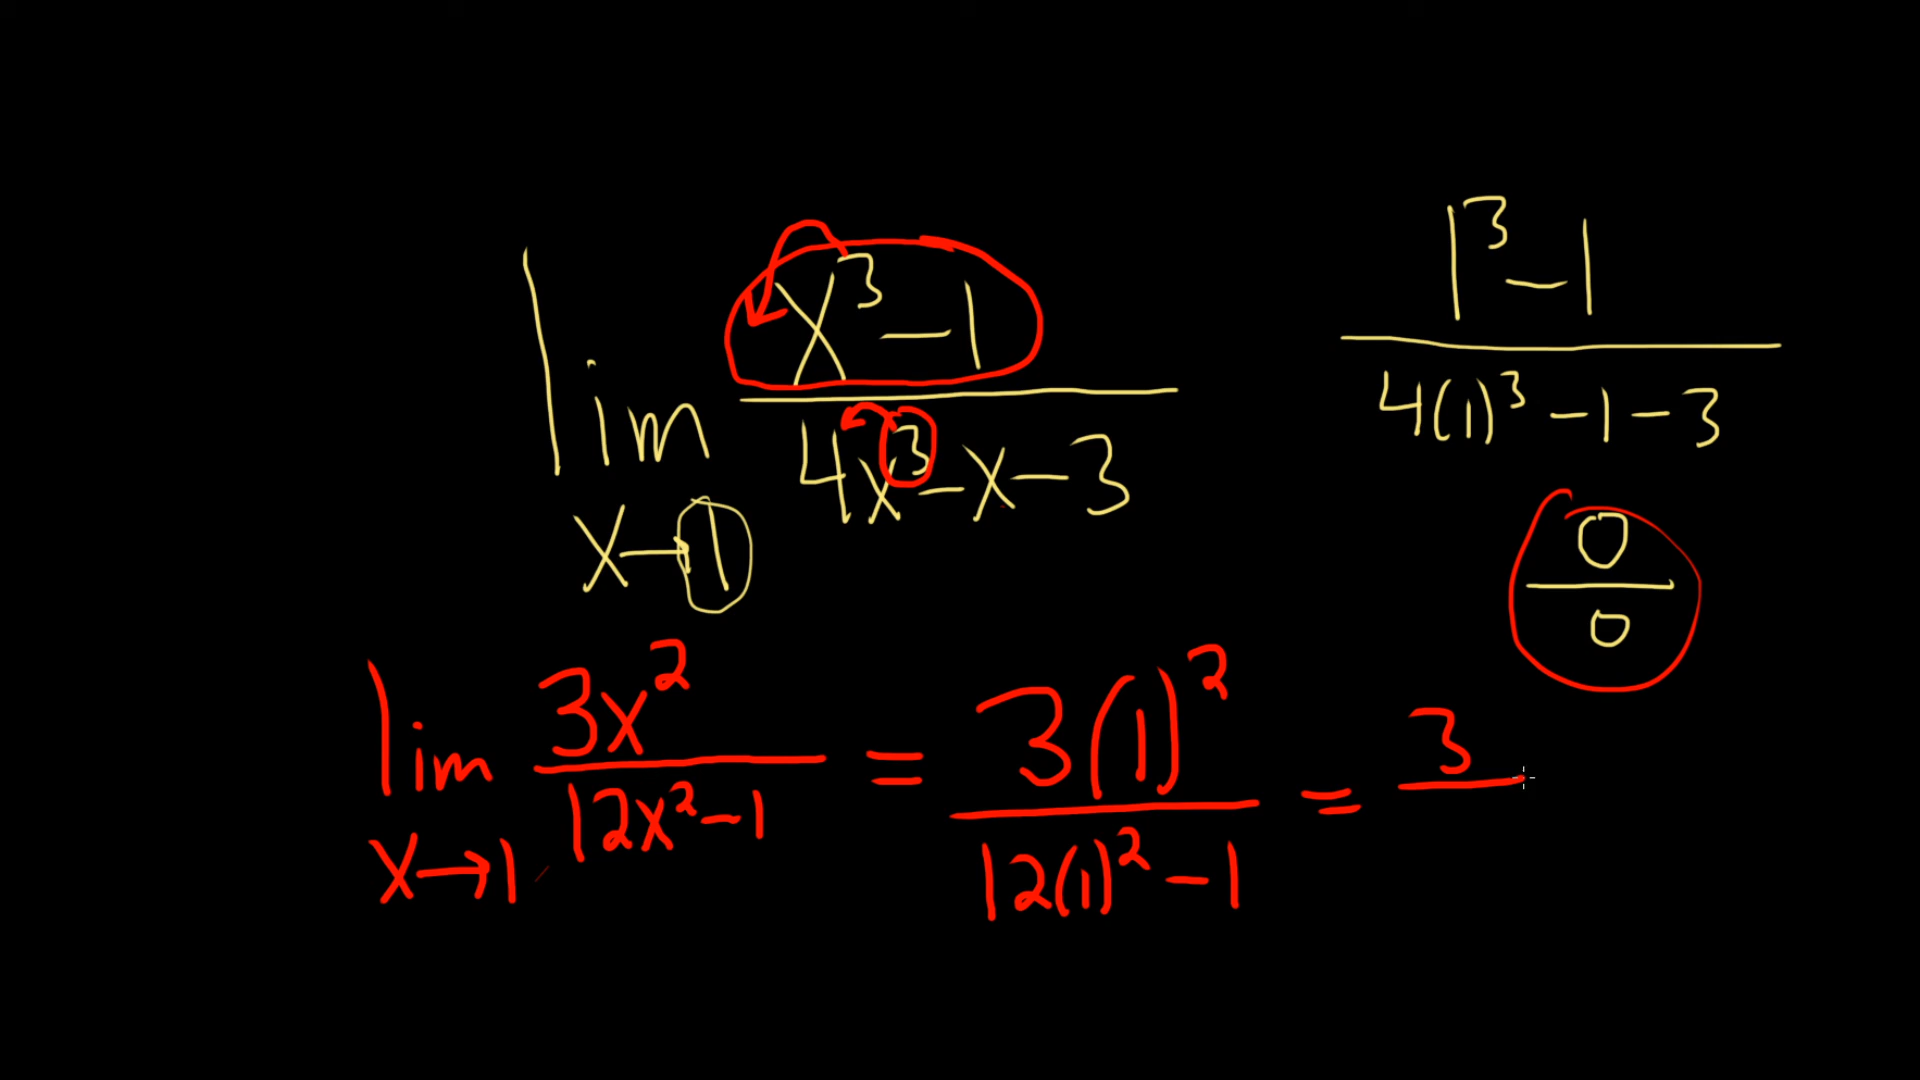 lim x→1 (x³ − 1)/(4x³ − x − 3)
(1³ − 1)/(4(1)³ − 1 − 3)
0/0
lim x→1 3x²/(12x² − 1) = 3(1)²/(12(1)² − 1) = 3/